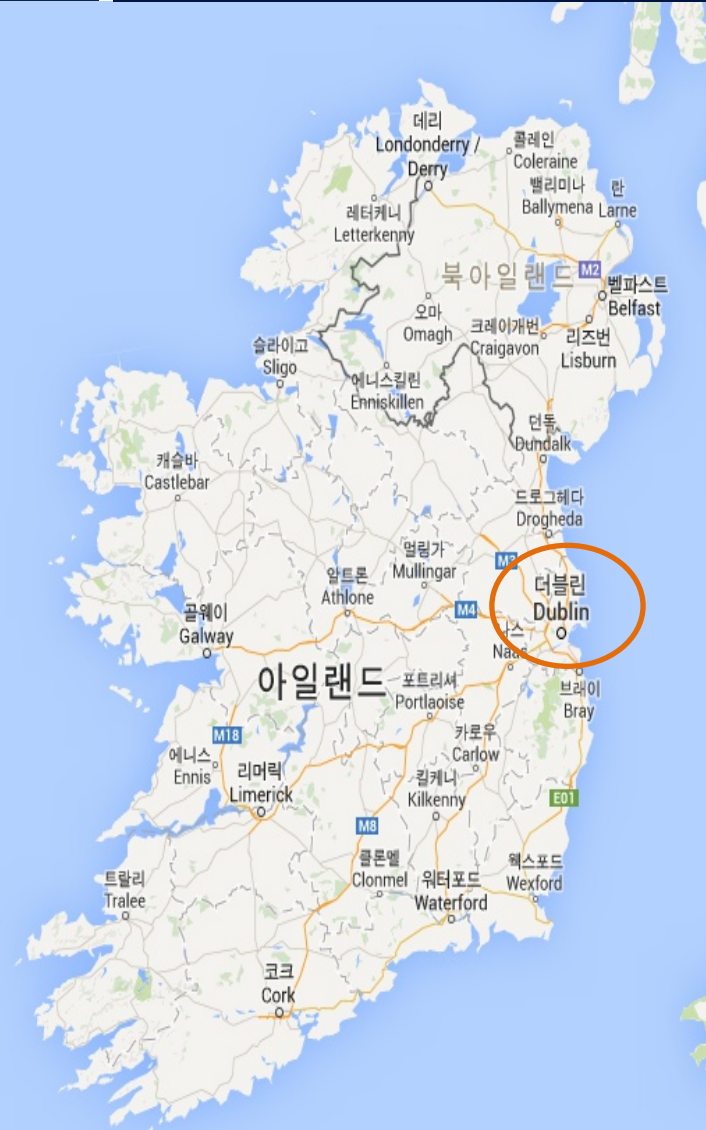 데리
Londonderry /
Derry
콜레인
Coleraine
밸리미나
Ballymena
란
Larne
레터케니
Letterkenny
북아일랜드
M2
벨파스트
Belfast
오마
Omagh
크레이개번
Craigavon
리즈번
Lisburn
슬라이고
Sligo
에니스킬린
Enniskillen
던독
Dundalk
캐슬바
Castlebar
드로그헤다
Drogheda
멀링가
Mullingar
M3
알트론
Athlone
더블린
Dublin
M4
골웨이
Galway
나스
Naas
아일랜드
포트리셔
Portlaoise
브래이
Bray
M18
카로우
Carlow
에니스
Ennis
리머릭
Limerick
킬케니
Kilkenny
E01
M8
클론멜
Clonmel
웩스포드
Wexford
트랄리
Tralee
워터포드
Waterford
코크
Cork